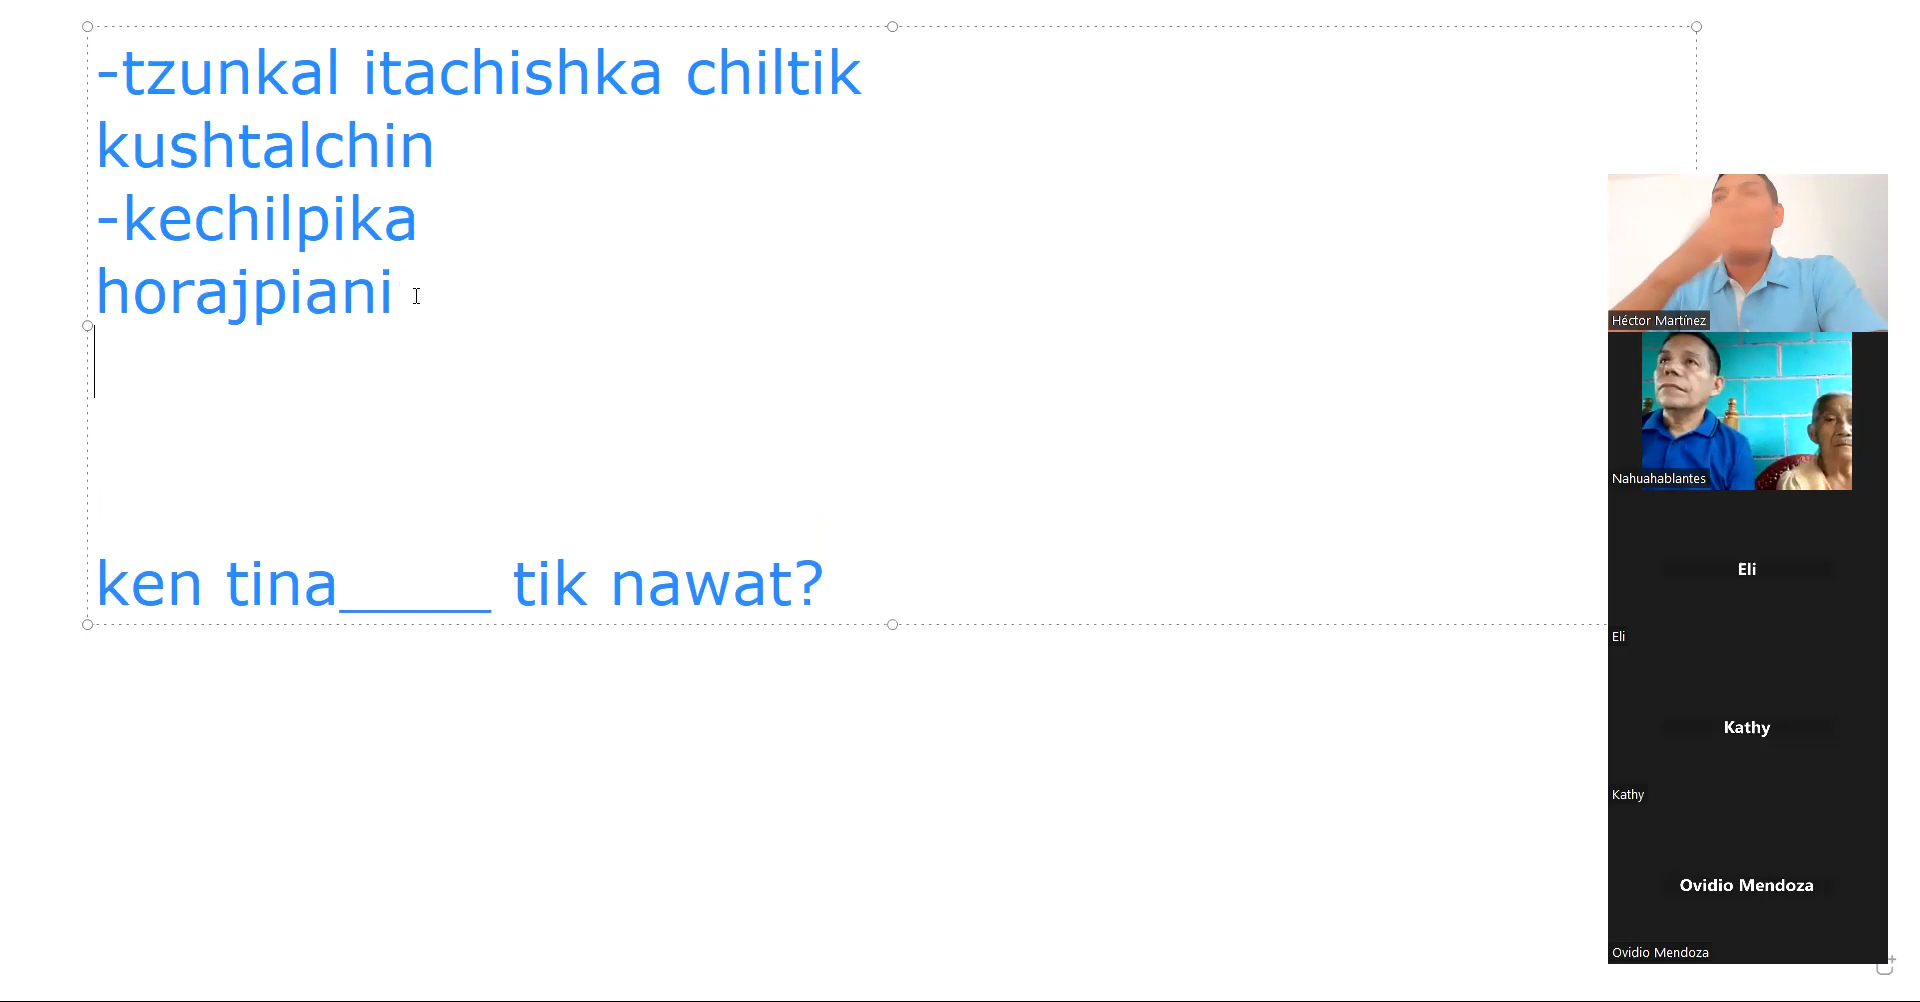 -tzunkal itachishka chiltik
kushtalchin
-kechilpika
horajpiani
ken tina_____ tik nawat?
Héctor Martínez
Nahuahablantes
Eli
Eli
Kathy
Kathy
Ovidio Mendoza
Ovidio Mendoza